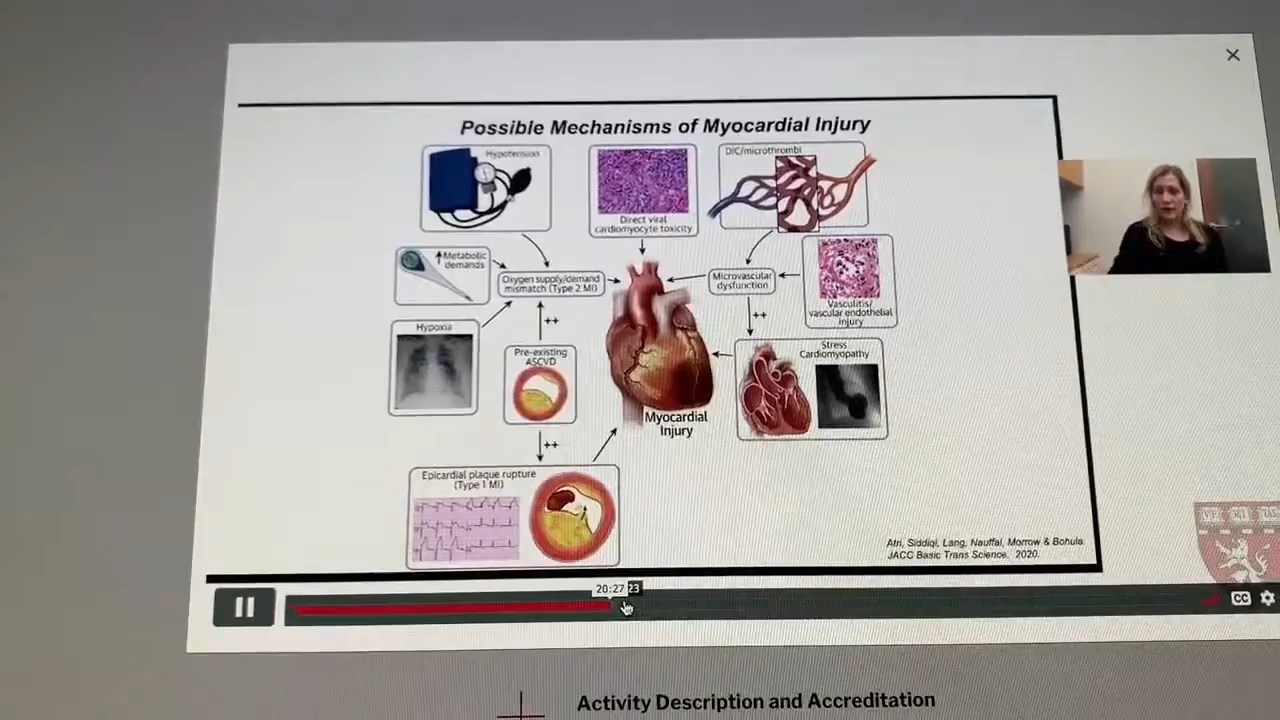 Possible Mechanisms of Myocardial Injury
Hypotension
DIC/microthrombi
Direct viral
cardiomyocyte toxicity
↑Metabolic
demands
Oxygen supply/demand
mismatch (Type 2 MI)
Microvascular
dysfunction
Vasculitis/
vascular endothelial
injury
Hypoxia
++
++
Pre-existing
ASCVD
Stress
Cardiomyopathy
Myocardial
Injury
++
Epicardial plaque rupture
(Type 1 MI)
Atri, Siddiqi, Lang, Nauffal, Morrow & Bohula.
JACC Basic Trans Science, 2020.
20:27
23
CC
Activity Description and Accreditation